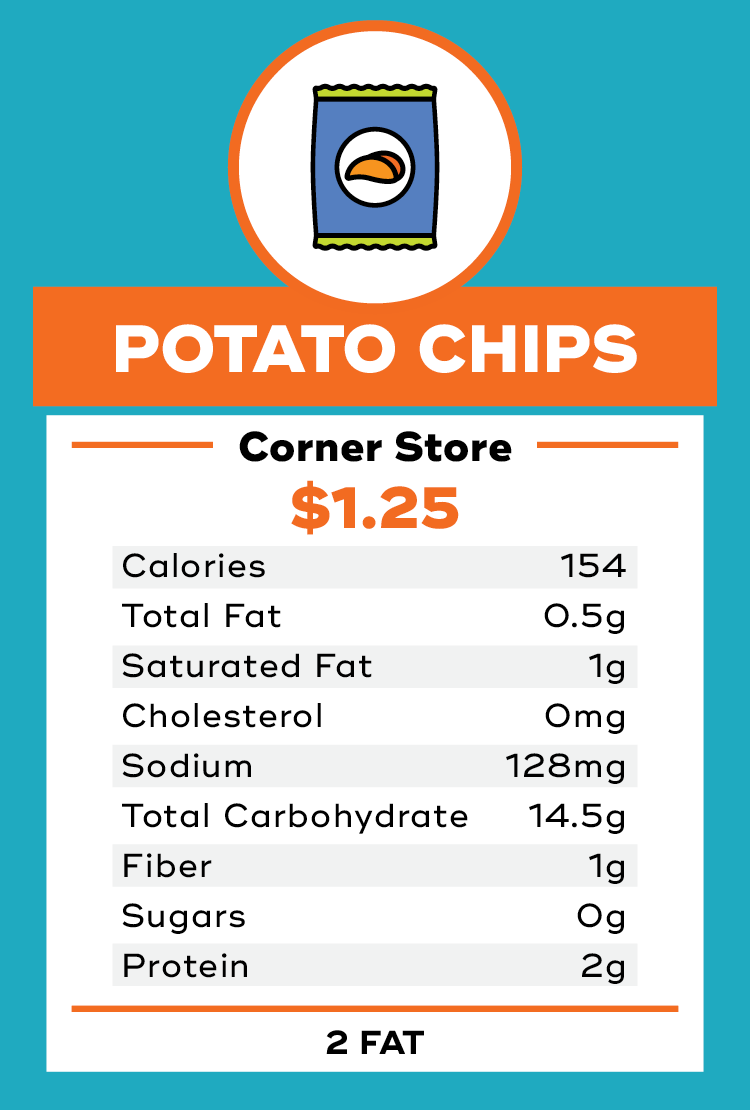 POTATO CHIPS
Corner Store
$1.25
Calories 154
Total Fat 0.5g
Saturated Fat 1g
Cholesterol 0mg
Sodium 128mg
Total Carbohydrate 14.5g
Fiber 1g
Sugars 0g
Protein 2g
2 FAT